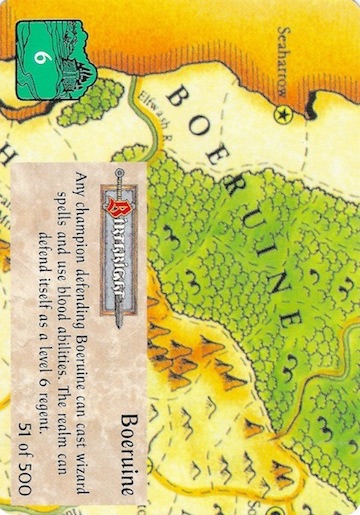 6
Seaharrow
Elfwash R.
BOERUINE
H
BIRTHRIGHT
Boeruine
Any champion defending Boeruine can cast wizard
spells and use blood abilities. The realm can
defend itself as a level 6 regent.
51 of 500